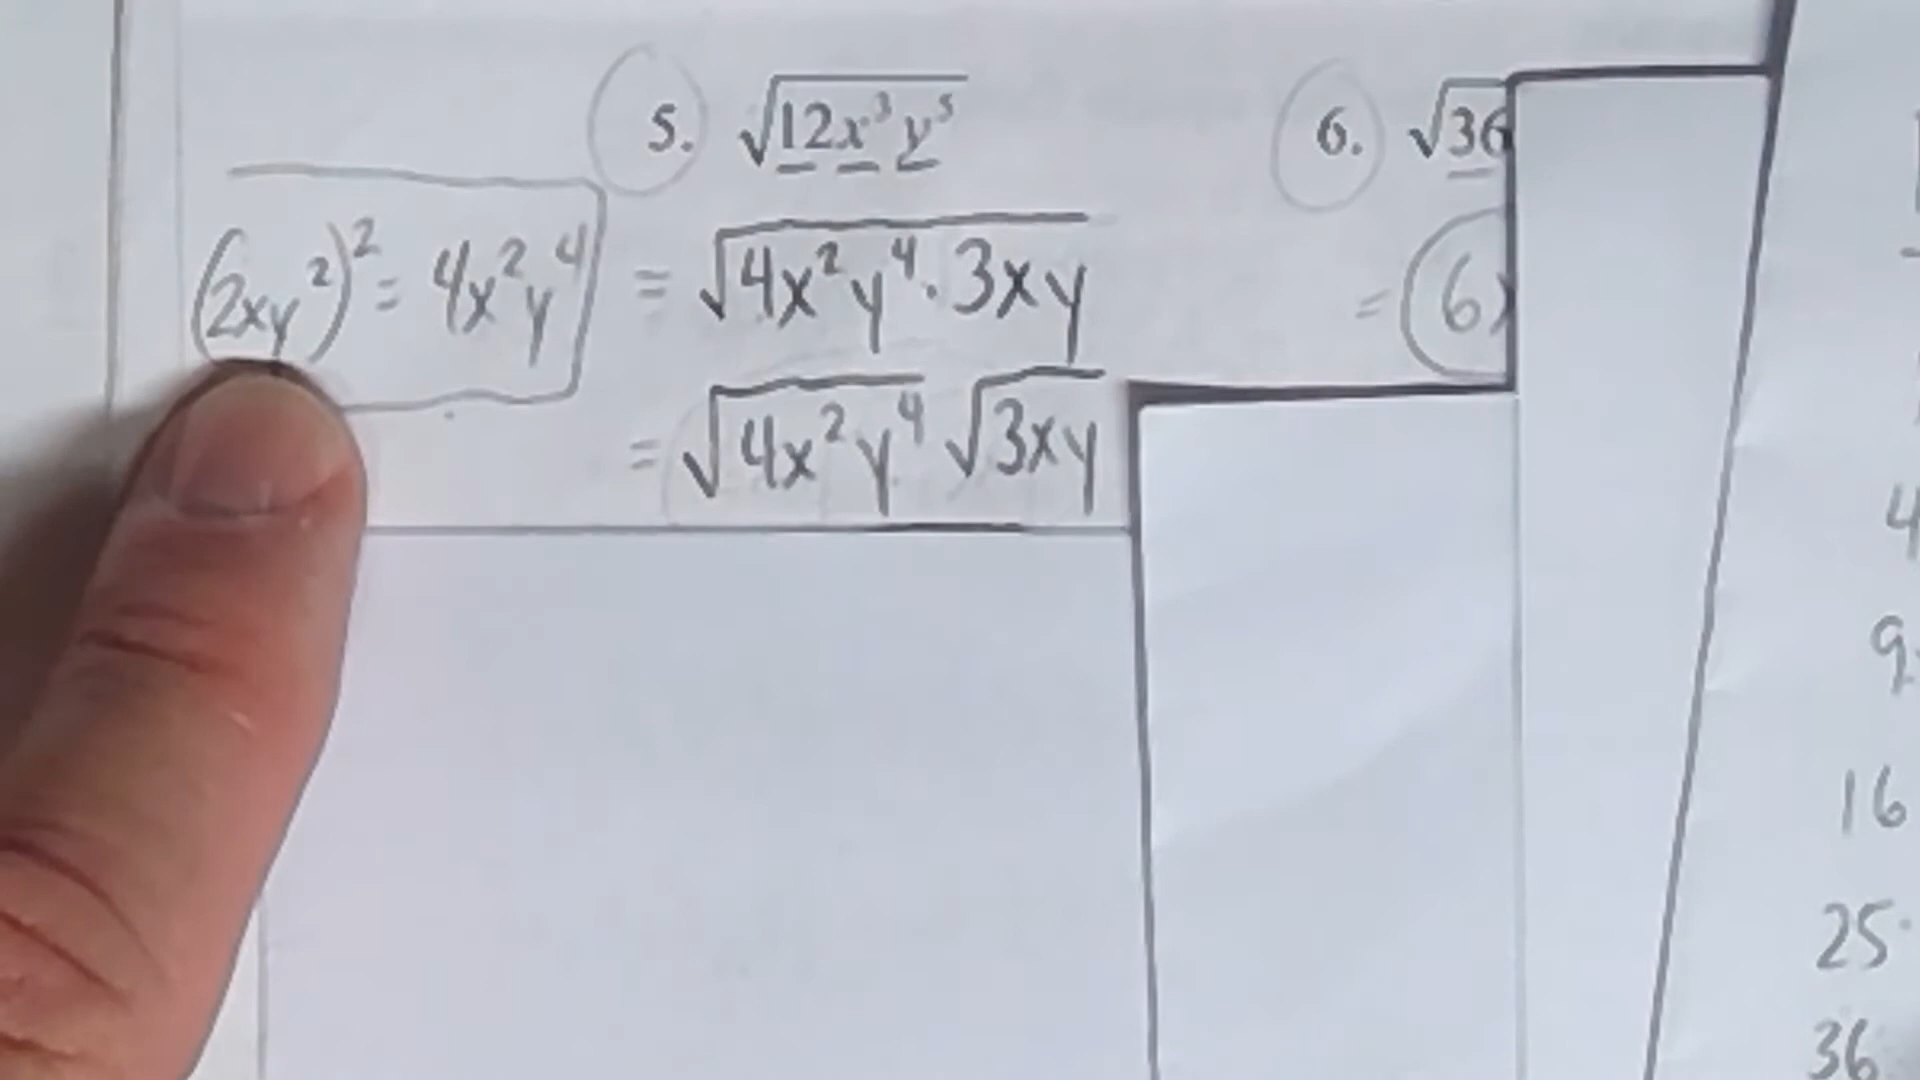 5. √12x³y⁵
6. √36
(2xy²)² = 4x²y⁴
= √4x²y⁴·3xy
= 6
= √4x²y⁴ √3xy
4
9
16
25
36